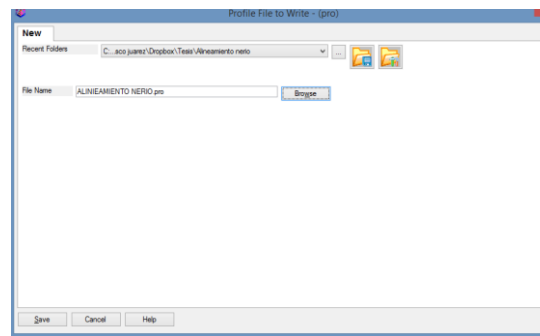 Profile File to Write - (pro)
New
Recent Folders C:...aco juarez\Dropbox\Tesis\Alineamiento nerio ...
File Name ALINIEAMIENTO NERIO.pro Browse
Save Cancel Help